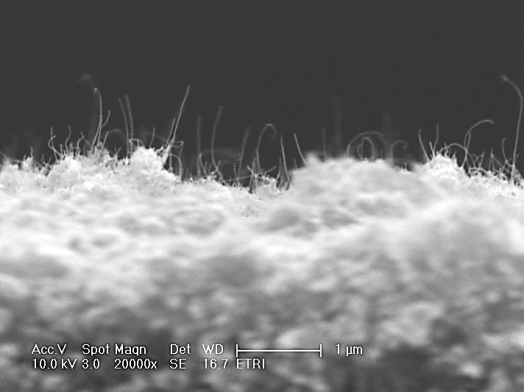 Acc.V Spot Magn Det WD 1 µm
10.0 kV 3.0 20000x SE 16.7 ETRI